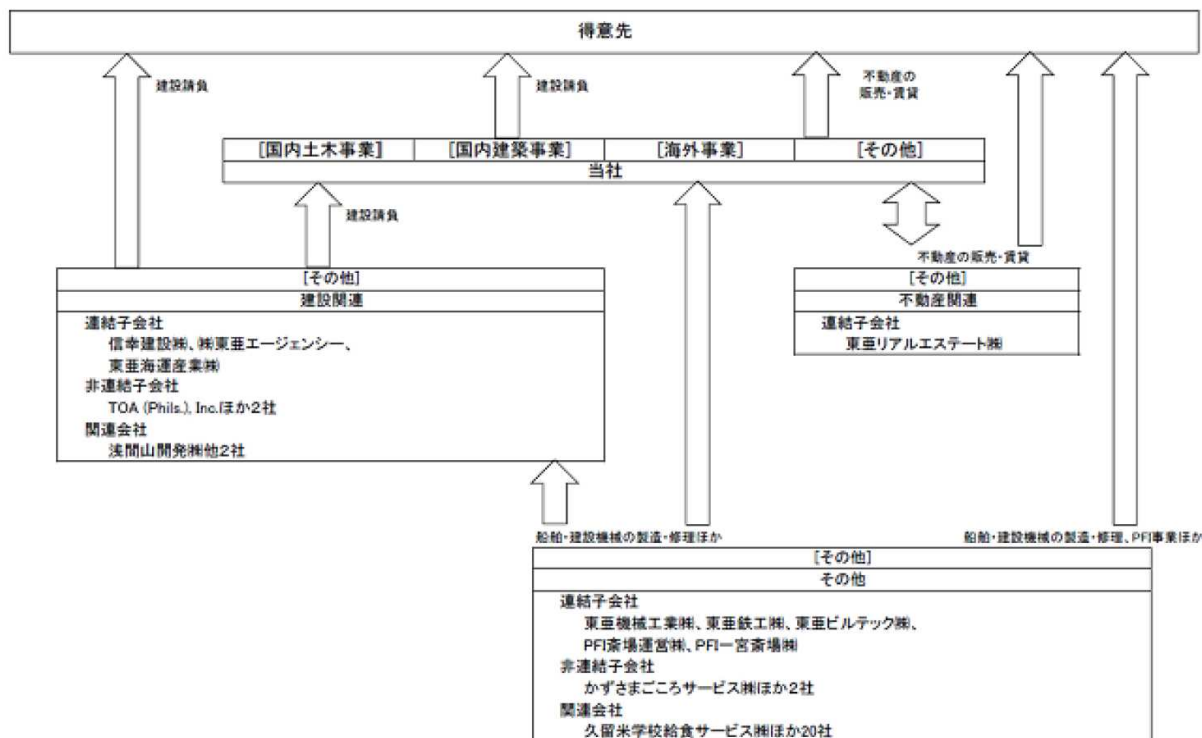 得意先
建設請負
建設請負
不動産の
販売・賃貸
[国内土木事業]
[国内建築事業]
[海外事業]
[その他]
当社
建設請負
不動産の販売・賃貸
[その他]
建設関連
連結子会社
信幸建設㈱、㈱東亜エージェンシー、
東亜海運産業㈱
非連結子会社
TOA (Phils.), Inc.ほか２社
関連会社
浅間山開発㈱他２社
[その他]
不動産関連
連結子会社
東亜リアルエステート㈱
船舶・建設機械の製造・修理ほか
船舶・建設機械の製造・修理、PFI事業ほか
[その他]
その他
連結子会社
東亜機械工業㈱、東亜鉄工㈱、東亜ビルテック㈱、
PFI斎場運営㈱、PFI一宮斎場㈱
非連結子会社
かずさまごころサービス㈱ほか２社
関連会社
久留米学校給食サービス㈱ほか20社